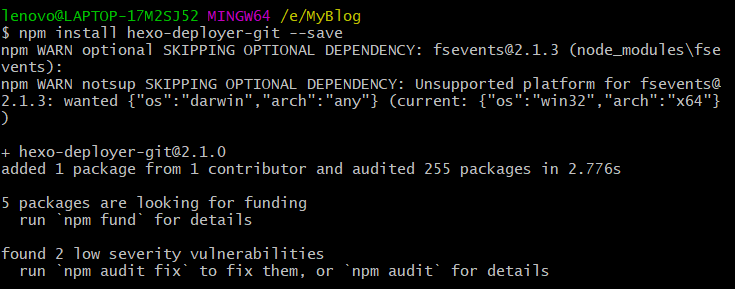 lenovo@LAPTOP-17M2SJ52 MINGW64 /e/MyBlog
$ npm install hexo-deployer-git --save
npm WARN optional SKIPPING OPTIONAL DEPENDENCY: fsevents@2.1.3 (node_modules\fse
vents):
npm WARN notsup SKIPPING OPTIONAL DEPENDENCY: Unsupported platform for fsevents@
2.1.3: wanted {"os":"darwin","arch":"any"} (current: {"os":"win32","arch":"x64"}
)
+ hexo-deployer-git@2.1.0
added 1 package from 1 contributor and audited 255 packages in 2.776s
5 packages are looking for funding
run `npm fund` for details
found 2 low severity vulnerabilities
run `npm audit fix` to fix them, or `npm audit` for details